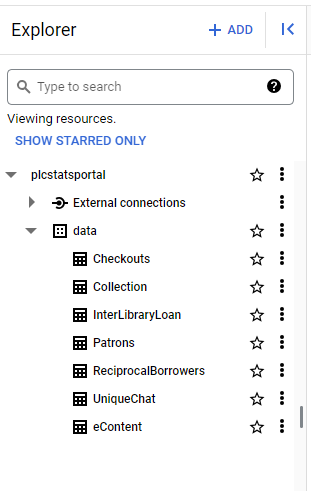 Explorer
+ ADD
Type to search
Viewing resources.
SHOW STARRED ONLY
plcstatsportal
External connections
data
Checkouts
Collection
InterLibraryLoan
Patrons
ReciprocalBorrowers
UniqueChat
eContent